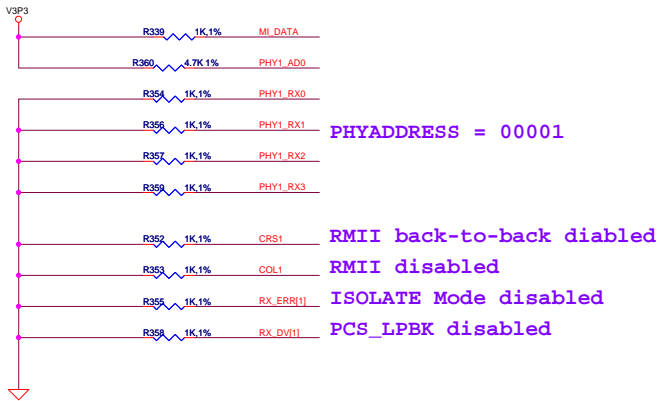 V3P3
R339 1K,1% MI_DATA
R360 4.7K 1% PHY1_AD0
R354 1K,1% PHY1_RX0
R356 1K,1% PHY1_RX1
PHYADDRESS = 00001
R357 1K,1% PHY1_RX2
R359 1K,1% PHY1_RX3
R352 1K,1% CRS1 RMII back-to-back diabled
R353 1K,1% COL1 RMII disabled
R355 1K,1% RX_ERR[1] ISOLATE Mode disabled
R358 1K,1% RX_DV[1] PCS_LPBK disabled